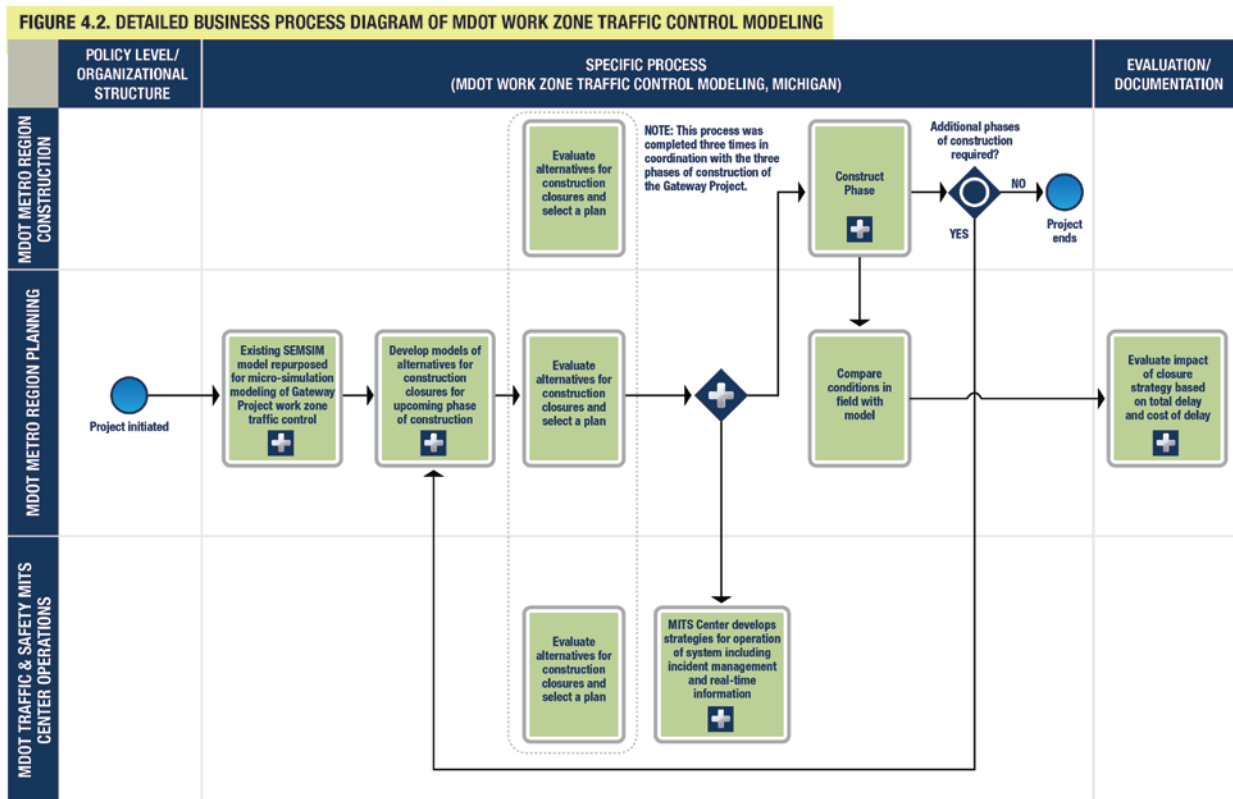 FIGURE 4.2. DETAILED BUSINESS PROCESS DIAGRAM OF MDOT WORK ZONE TRAFFIC CONTROL MODELING
POLICY LEVEL/
ORGANIZATIONAL
STRUCTURE
SPECIFIC PROCESS
(MDOT WORK ZONE TRAFFIC CONTROL MODELING, MICHIGAN)
EVALUATION/
DOCUMENTATION
MDOT METRO REGION
CONSTRUCTION
Evaluate
alternatives for
construction
closures and
select a plan
NOTE: This process was
completed three times in
coordination with the three
phases of construction of
the Gateway Project.
Construct
Phase
Additional phases
of construction
required?
NO
YES
Project
ends
MDOT METRO REGION PLANNING
Project initiated
Existing SEMSIM
model repurposed
for micro-simulation
modeling of Gateway
Project work zone
traffic control
Develop models of
alternatives for
construction
closures for
upcoming phase of
construction
Evaluate
alternatives for
construction
closures and
select a plan
Compare
conditions in
field with
model
Evaluate impact
of closure
strategy based
on total delay
and cost of delay
MDOT TRAFFIC & SAFETY MITS
CENTER OPERATIONS
Evaluate
alternatives for
construction
closures and
select a plan
MITS Center develops
strategies for operation
of system including
incident management
and real-time
information